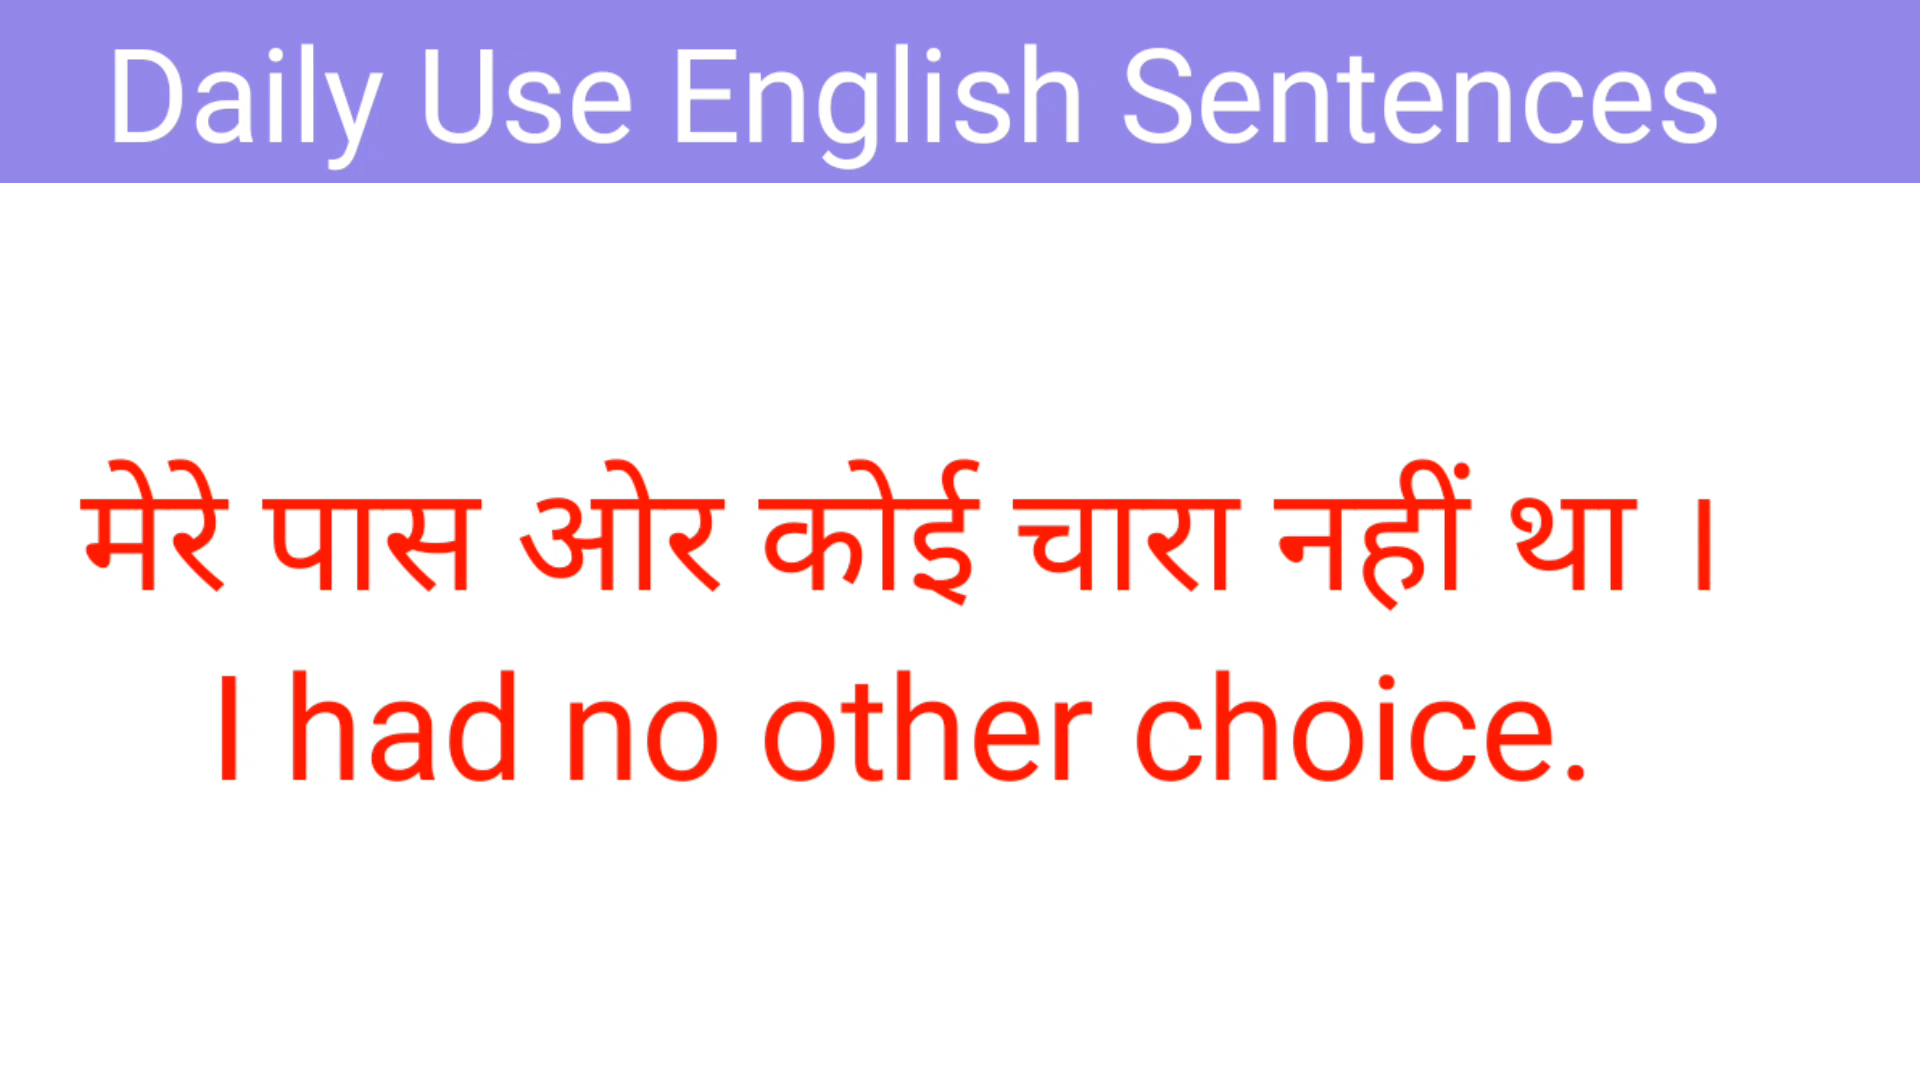 Daily Use English Sentences
मेरे पास ओर कोई चारा नहीं था ।
I had no other choice.